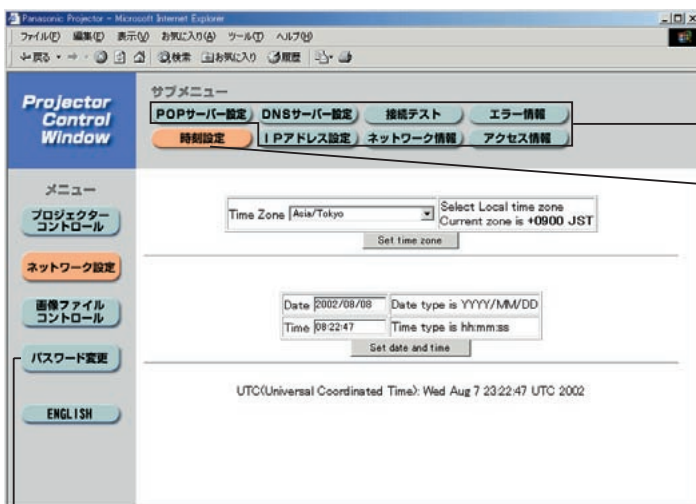 Panasonic Projector - Microsoft Internet Explorer
ファイル(F) 編集(E) 表示(V) お気に入り(A) ツール(T) ヘルプ(H)
戻る 検索 お気に入り 履歴
Projector
Control
Window
サブメニュー
POPサーバー設定 DNSサーバー設定 接続テスト エラー情報
時刻設定 IPアドレス設定 ネットワーク情報 アクセス情報
メニュー
プロジェクター
コントロール
ネットワーク設定
画像ファイル
コントロール
パスワード変更
ENGLISH
Time Zone Asia/Tokyo Select Local time zone
Current zone is +0900 JST
Set time zone
Date 2002/08/08 Date type is YYYY/MM/DD
Time 08:22:47 Time type is hh:mm:ss
Set date and time
UTC(Universal Coordinated Time): Wed Aug 7 23:22:47 UTC 2002